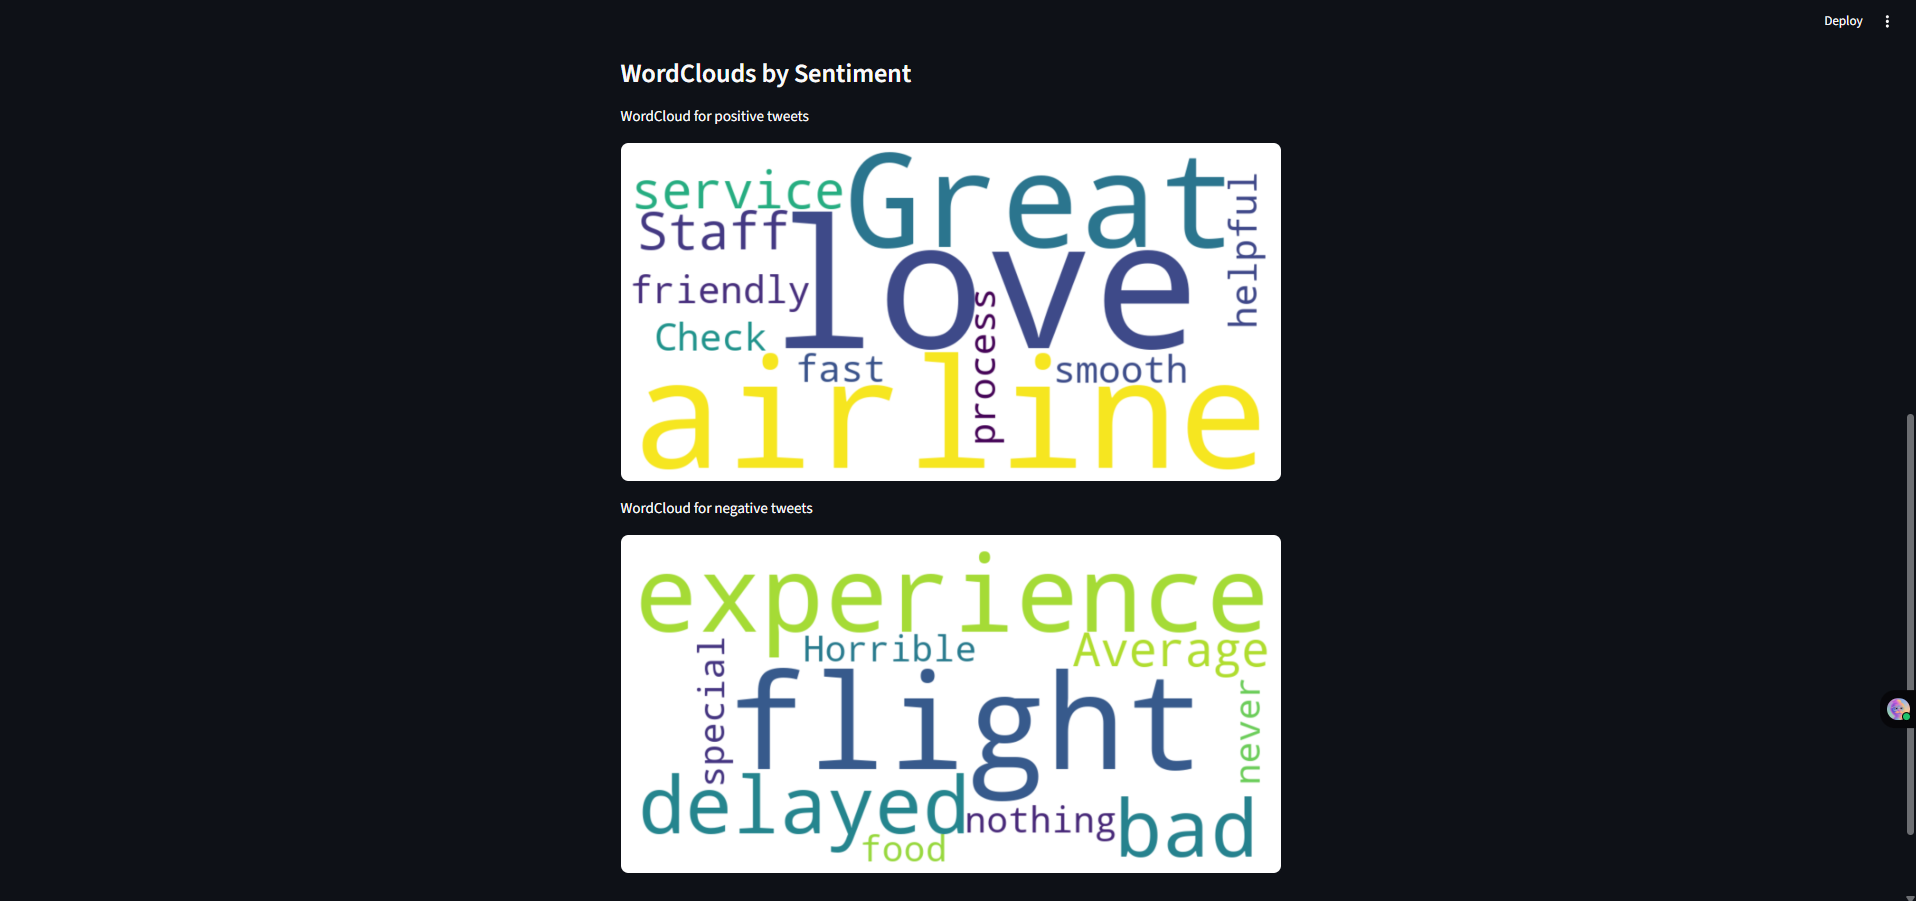 Deploy
WordClouds by Sentiment
WordCloud for positive tweets
service
Great
helpful
Staff
love
friendly
process
Check
fast
smooth
airline
WordCloud for negative tweets
experience
Horrible
Average
special
flight
never
delayed
nothing
bad
food